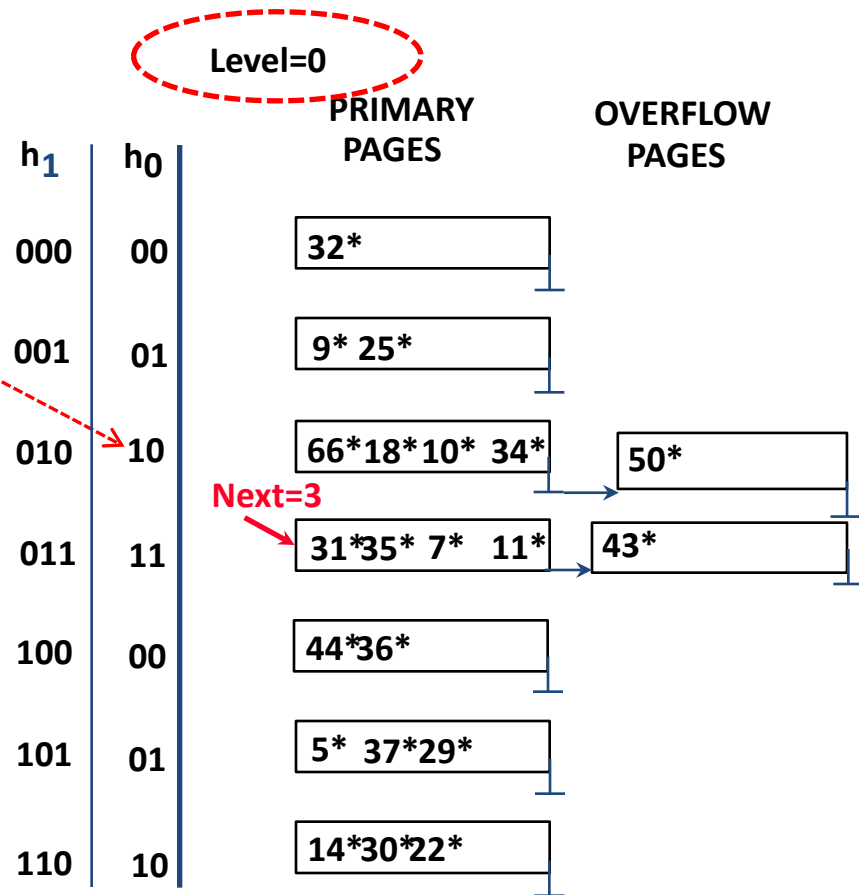 Level=0
PRIMARY PAGES
OVERFLOW PAGES
h1 h0
000 00 32*
001 01 9* 25*
010 10 66*18*10* 34* 50*
Next=3
011 11 31*35* 7* 11* 43*
100 00 44*36*
101 01 5* 37*29*
110 10 14*30*22*